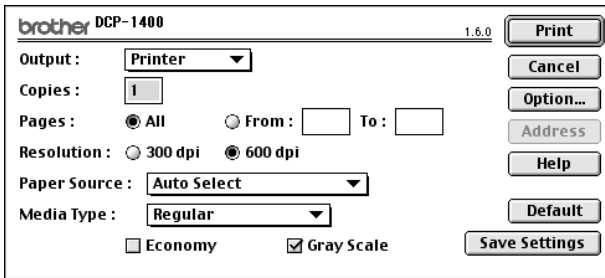 brother DCP-1400 1.6.0 Print
Output : Printer Cancel
Copies : 1 Option...
Pages : All From : To : Address
Resolution : 300 dpi 600 dpi Help
Paper Source : Auto Select
Media Type : Regular Default
Economy Gray Scale Save Settings